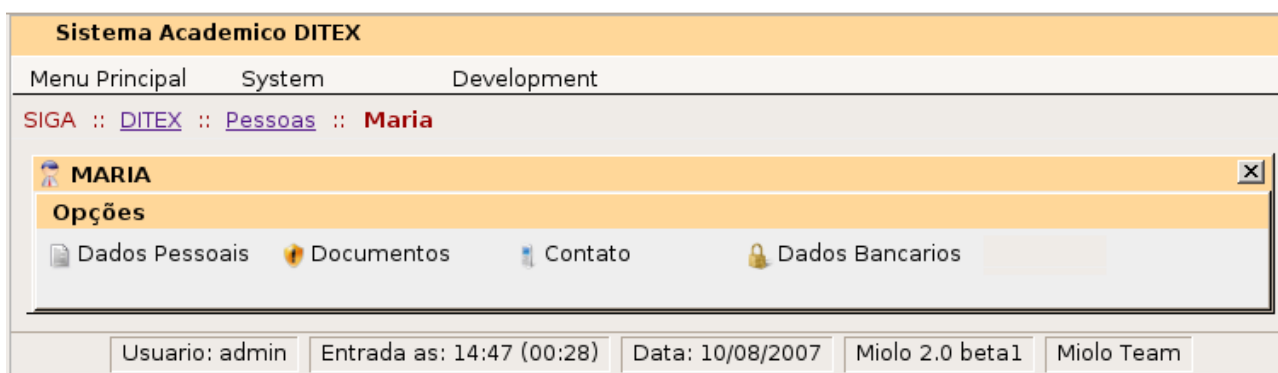 Sistema Academico DITEX
Menu Principal System Development
SIGA :: DITEX :: Pessoas :: Maria
MARIA
Opções
Dados Pessoais Documentos Contato Dados Bancarios
Usuario: admin Entrada as: 14:47 (00:28) Data: 10/08/2007 Miolo 2.0 beta1 Miolo Team